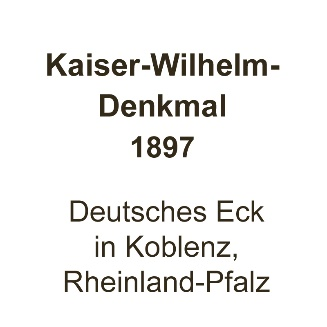 Kaiser-Wilhelm-
Denkmal
1897
Deutsches Eck
in Koblenz,
Rheinland-Pfalz